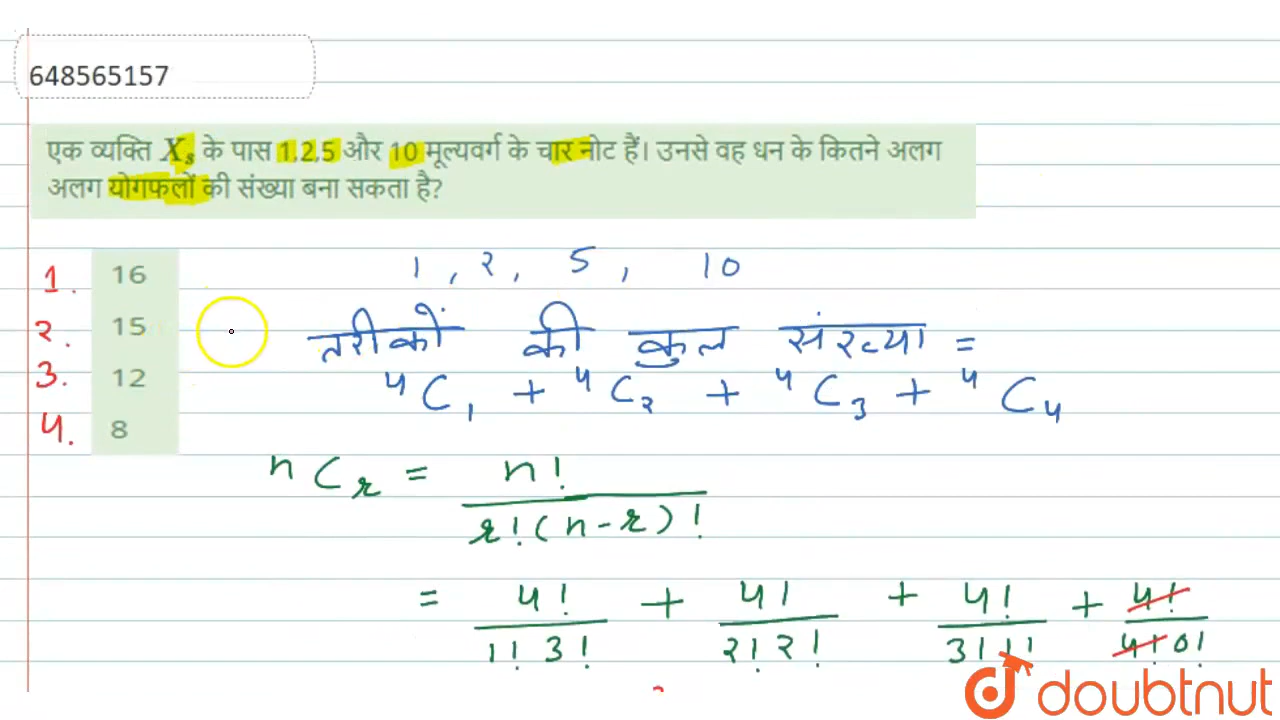 648565157
एक व्यक्ति Xₛ के पास 1,2,5 और 10 मूल्यवर्ग के चार नोट हैं। उनसे वह धन के कितने अलग
अलग योगफलों की संख्या बना सकता है?
1 , 2 , 5 , 10
1. 16
2. 15
तरीकों की कुल संख्या =
3. 12
⁴C₁ + ⁴C₂ + ⁴C₃ + ⁴C₄
4. 8
ⁿCᵣ = n! / r!(n-r)!
= 4! / 1! 3! + 4! / 2! 2! + 4! / 3! 1! + 4! / 4! 0!
doubtnut